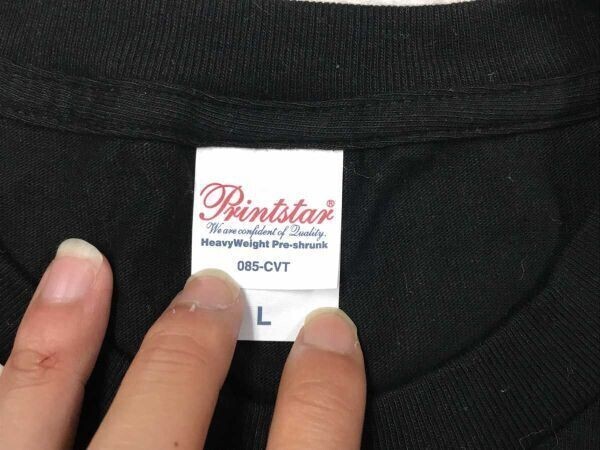 Printstar®
We are confident of Quality.
HeavyWeight Pre-shrunk
085-CVT
L